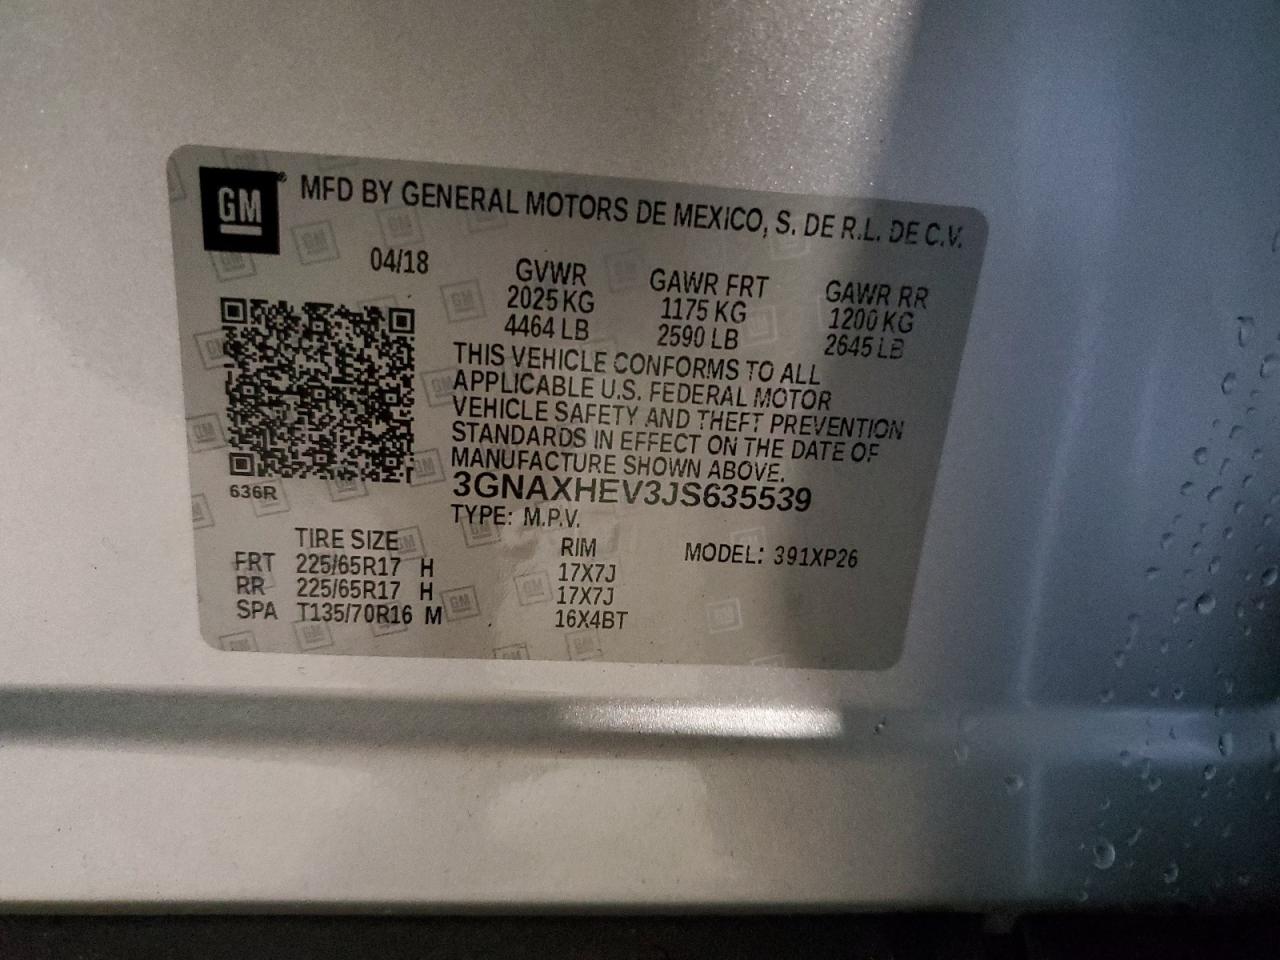 GM MFD BY GENERAL MOTORS DE MEXICO, S. DE R.L. DE C.V.
04/18
GVWR GAWR FRT GAWR RR
2025 KG 1175 KG 1200 KG
4464 LB 2590 LB 2645 LB
THIS VEHICLE CONFORMS TO ALL
APPLICABLE U.S. FEDERAL MOTOR
VEHICLE SAFETY AND THEFT PREVENTION
STANDARDS IN EFFECT ON THE DATE OF
MANUFACTURE SHOWN ABOVE.
636R
3GNAXHEV3JS635539
TYPE: M.P.V.
TIRE SIZE RIM MODEL: 391XP26
FRT 225/65R17 H 17X7J
RR 225/65R17 H 17X7J
SPA T135/70R16 M 16X4BT